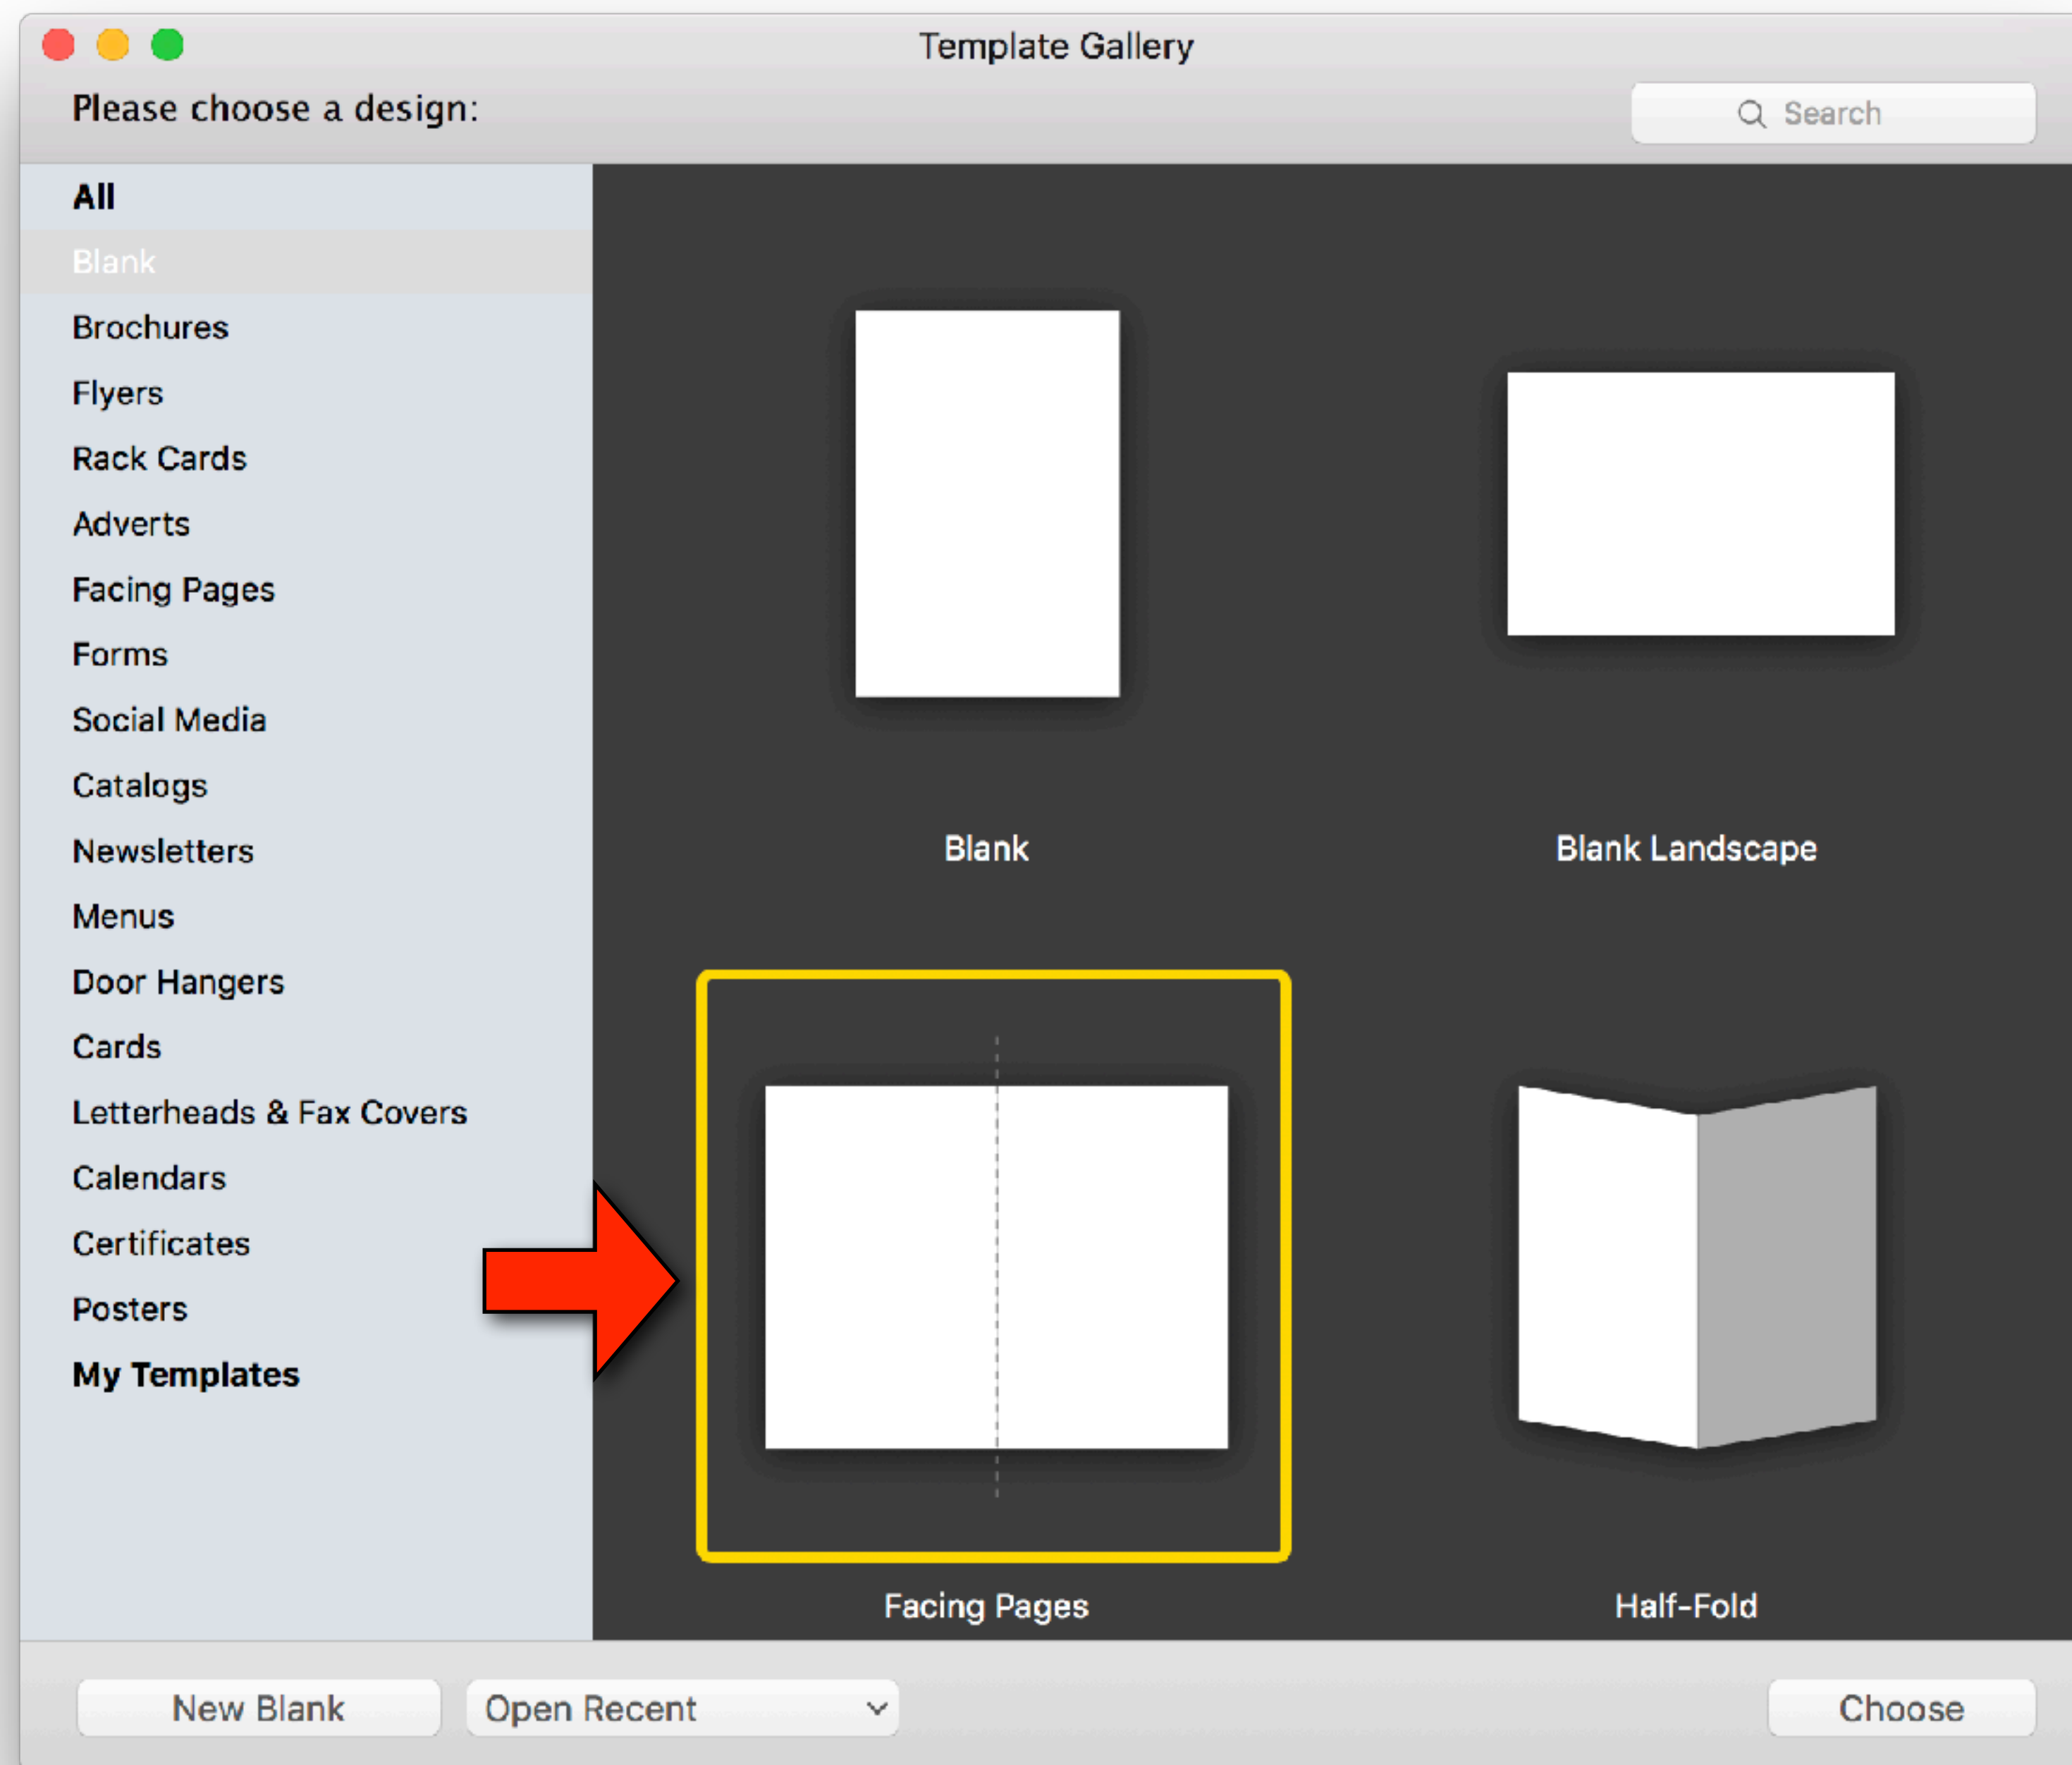 Template Gallery
Please choose a design:
Search
All
Blank
Brochures
Flyers
Rack Cards
Adverts
Facing Pages
Forms
Social Media
Catalogs
Newsletters
Menus
Door Hangers
Cards
Letterheads & Fax Covers
Calendars
Certificates
Posters
My Templates
Blank
Blank Landscape
Facing Pages
Half-Fold
New Blank
Open Recent
Choose